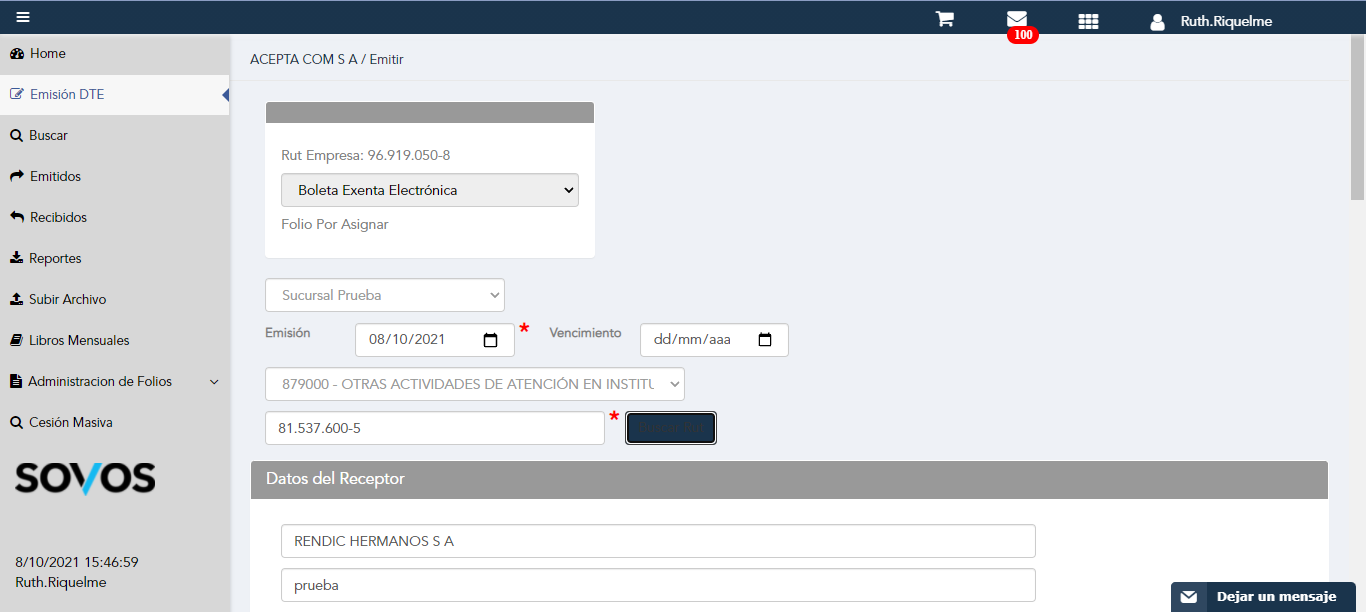 100
Ruth.Riquelme
Home
Emisión DTE
Buscar
Emitidos
Recibidos
Reportes
Subir Archivo
Libros Mensuales
Administracion de Folios
Cesión Masiva
SOVOS
8/10/2021 15:46:59
Ruth.Riquelme
ACEPTA COM S A / Emitir
Rut Empresa: 96.919.050-8
Boleta Exenta Electrónica
Folio Por Asignar
Sucursal Prueba
Emisión 08/10/2021 * Vencimiento dd/mm/aaa
879000 - OTRAS ACTIVIDADES DE ATENCIÓN EN INSTITU
81.537.600-5 *
Datos del Receptor
RENDIC HERMANOS S A
prueba
Dejar un mensaje